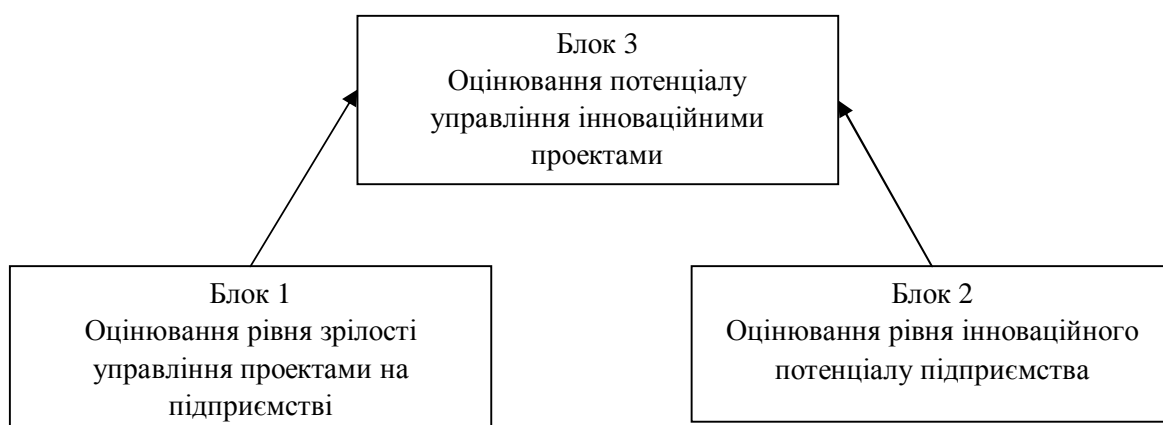 Блок 3
Оцінювання потенціалу
управління інноваційними
проектами
Блок 1
Оцінювання рівня зрілості
управління проектами на
підприємстві
Блок 2
Оцінювання рівня інноваційного
потенціалу підприємства